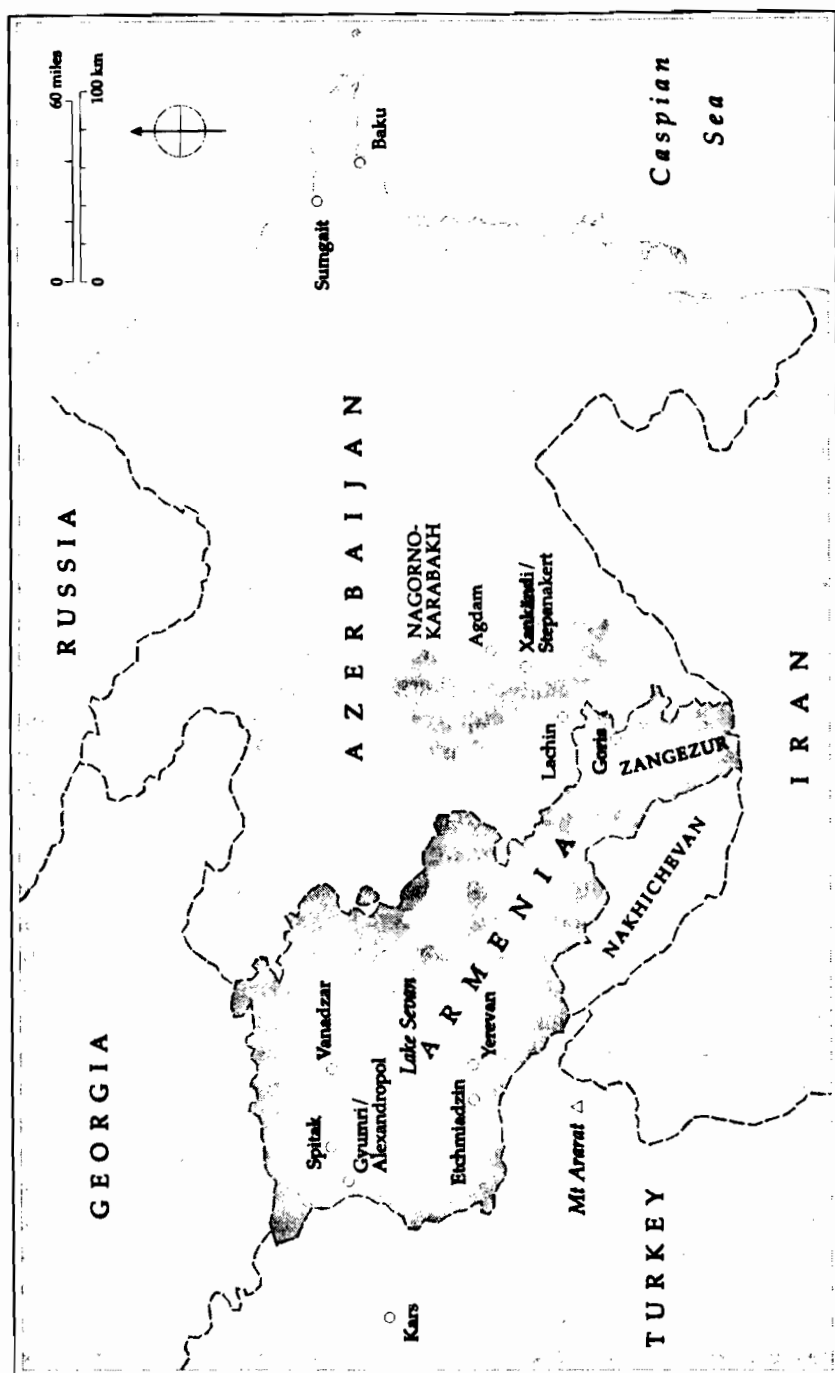 GEORGIA
RUSSIA
0 60 miles
0 100 km
Spitak
Vanadzar
Gyumri/
Alexandropol
Kars
Lake Sevan
ARMENIA
Etchmiadzin
Yerevan
Mt Ararat
TURKEY
AZERBAIJAN
Sumgait
Baku
NAGORNO-
KARABAKH
Agdam
Xankändi/
Stepanakert
Lachin
Goris
ZANGEZUR
NAKHICHEVAN
IRAN
Caspian
Sea